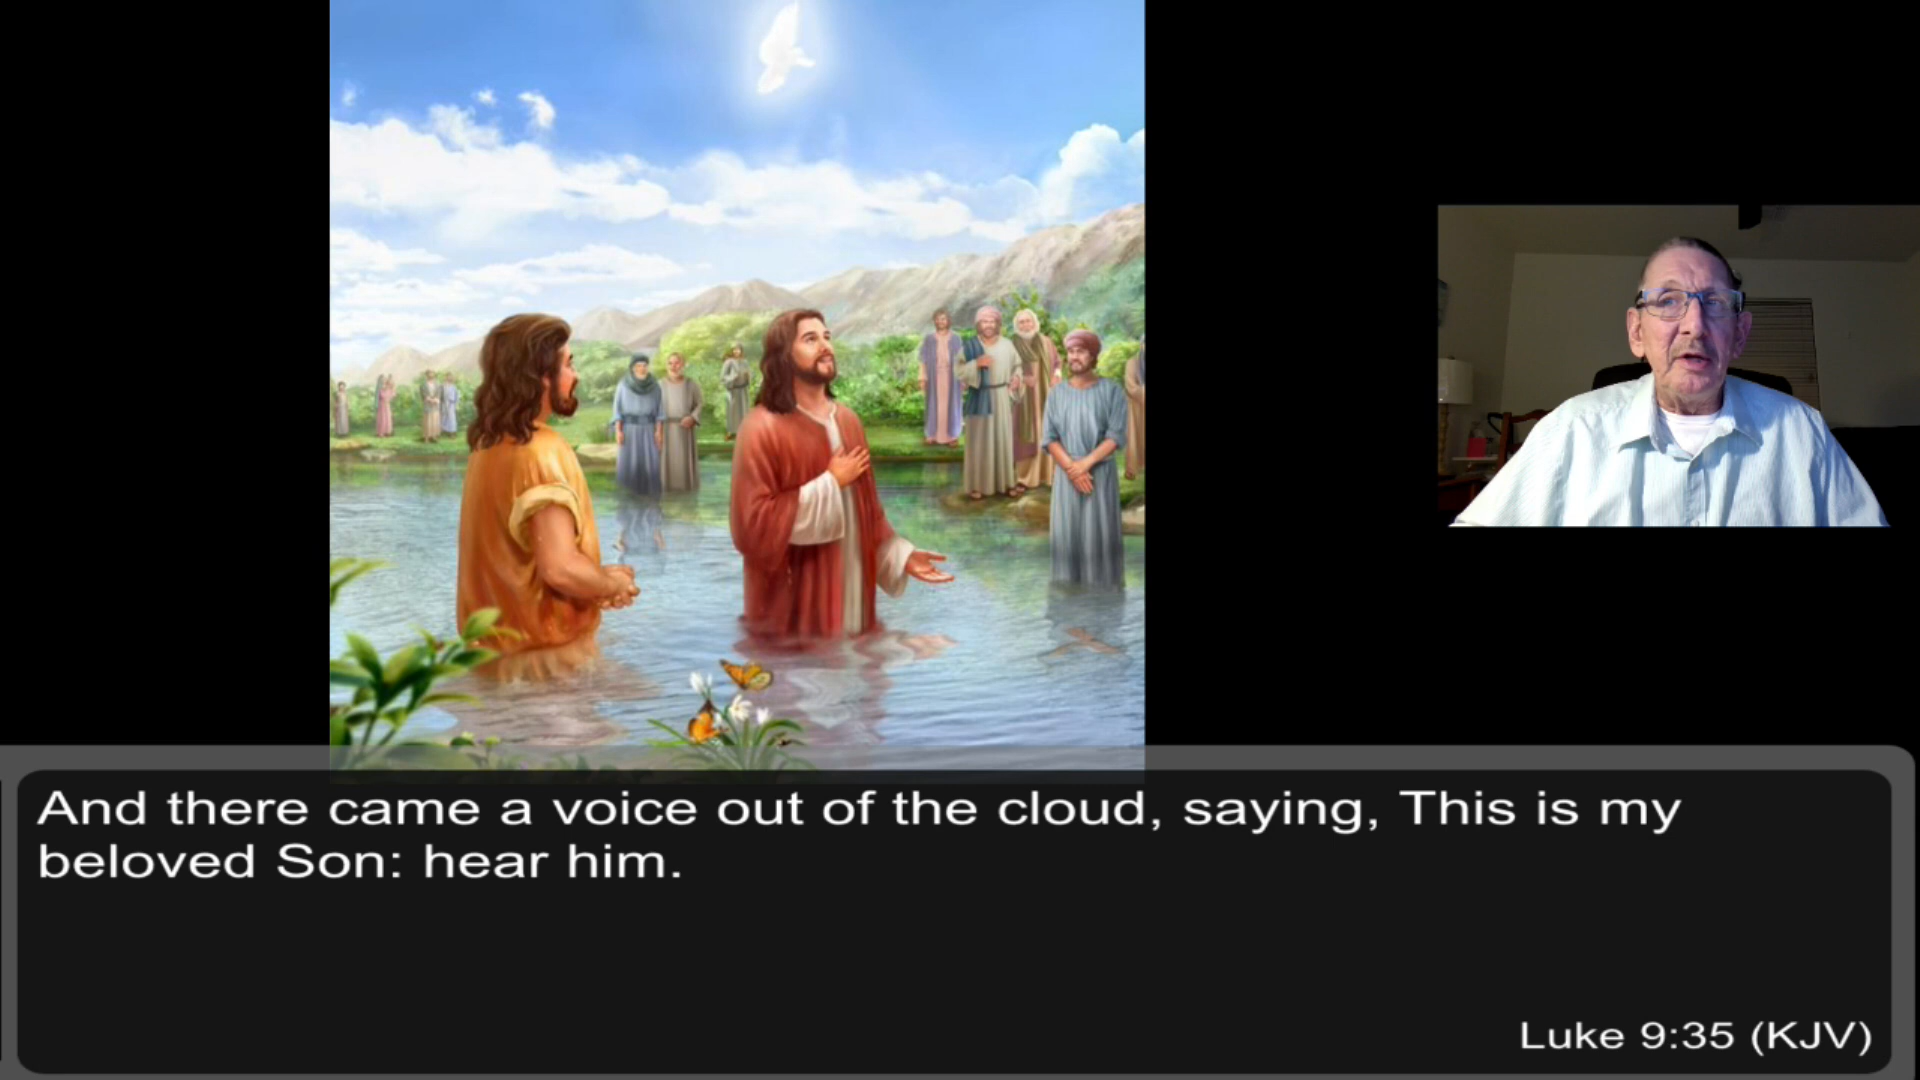 And there came a voice out of the cloud, saying, This is my
beloved Son: hear him.
Luke 9:35 (KJV)